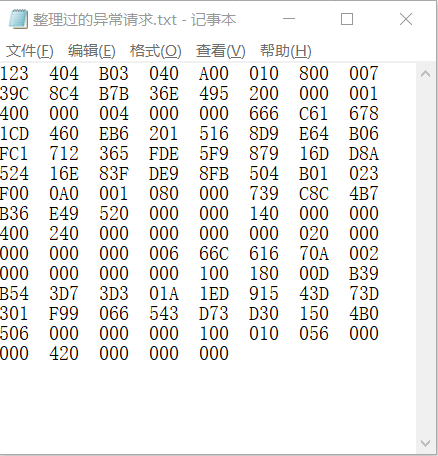 整理过的异常请求.txt - 记事本
文件(F) 编辑(E) 格式(O) 查看(V) 帮助(H)
123 404 B03 040 A00 010 800 007
39C 8C4 B7B 36E 495 200 000 001
400 000 004 000 000 666 C61 678
1CD 460 EB6 201 516 8D9 E64 B06
FC1 712 365 FDE 5F9 879 16D D8A
524 16E 83F DE9 8FB 504 B01 023
F00 0A0 001 080 000 739 C8C 4B7
B36 E49 520 000 000 140 000 000
400 240 000 000 000 000 020 000
000 000 000 006 66C 616 70A 002
000 000 000 000 100 180 00D B39
B54 3D7 3D3 01A 1ED 915 43D 73D
301 F99 066 543 D73 D30 150 4B0
506 000 000 000 100 010 056 000
000 420 000 000 000